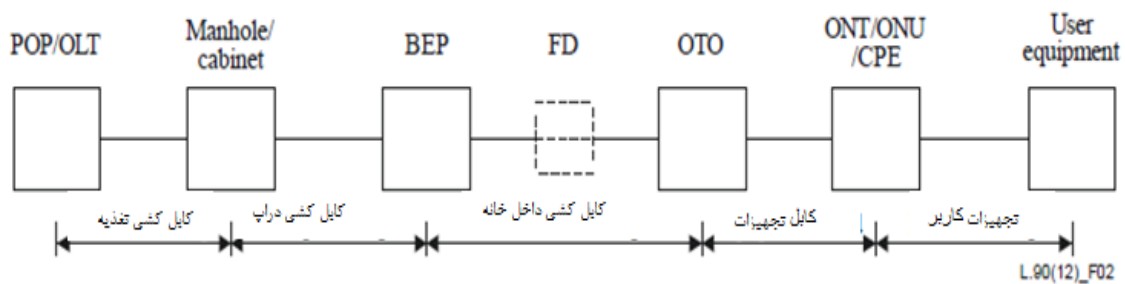 POP/OLT
Manhole/
cabinet
BEP
FD
OTO
ONT/ONU
/CPE
User
equipment
کابل کشی تغذیه
کابل کشی دراپ
کابل کشی داخل خانه
کابل تجهیزات
تجهیزات کاربر
L.90(12)_F02